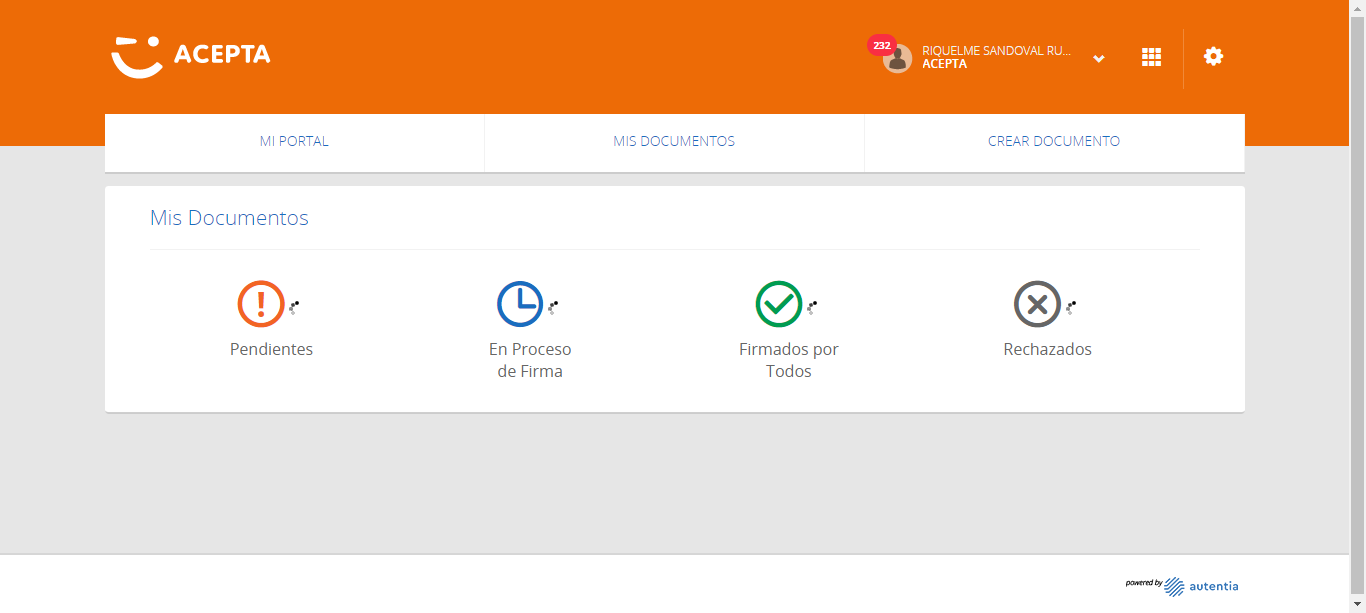 ACEPTA
232
RIQUELME SANDOVAL RU...
ACEPTA
MI PORTAL
MIS DOCUMENTOS
CREAR DOCUMENTO
Mis Documentos
Pendientes
En Proceso
de Firma
Firmados por
Todos
Rechazados
powered by autentia